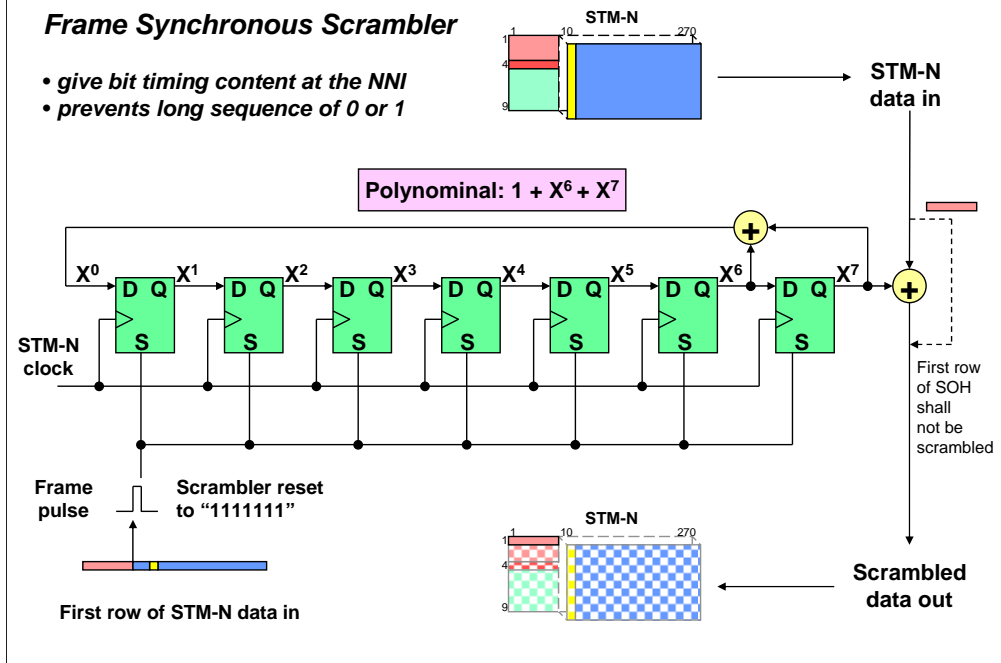 Frame Synchronous Scrambler
• give bit timing content at the NNI
• prevents long sequence of 0 or 1
STM-N
1 10 270
1
4
9
STM-N
data in
Polynominal: 1 + X⁶ + X⁷
+
X⁰ X¹ X² X³ X⁴ X⁵ X⁶ X⁷
D Q D Q D Q D Q D Q D Q D Q
+
S S S S S S S
STM-N
clock
First row
of SOH
shall
not be
scrambled
Frame
pulse
Scrambler reset
to “1111111”
First row of STM-N data in
STM-N
1 10 270
1
4
9
Scrambled
data out